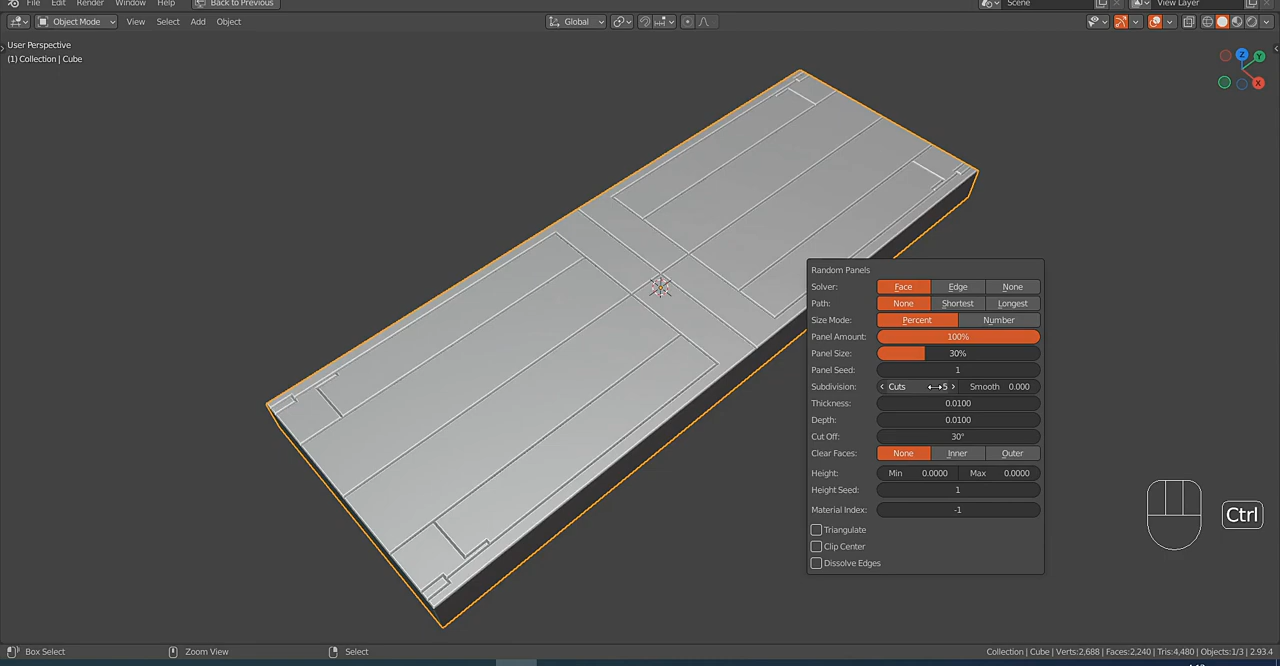 File Edit Render Window Help Back to Previous Scene View Layer
Object Mode View Select Add Object Global
User Perspective
(1) Collection | Cube
Z
Y
X
Random Panels
Solver: Face Edge None
Path: None Shortest Longest
Size Mode: Percent Number
Panel Amount: 100%
Panel Size: 30%
Panel Seed: 1
Subdivision: Cuts 5 Smooth 0.000
Thickness: 0.0100
Depth: 0.0100
Cut Off: 30°
Clear Faces: None Inner Outer
Height: Min 0.0000 Max 0.0000
Height Seed: 1
Material Index: -1
Triangulate
Clip Center
Dissolve Edges
Ctrl
Box Select Zoom View Select Collection | Cube | Verts:2,688 | Faces:2,240 | Tris:4,480 | Objects:1/3 | 2.93.4